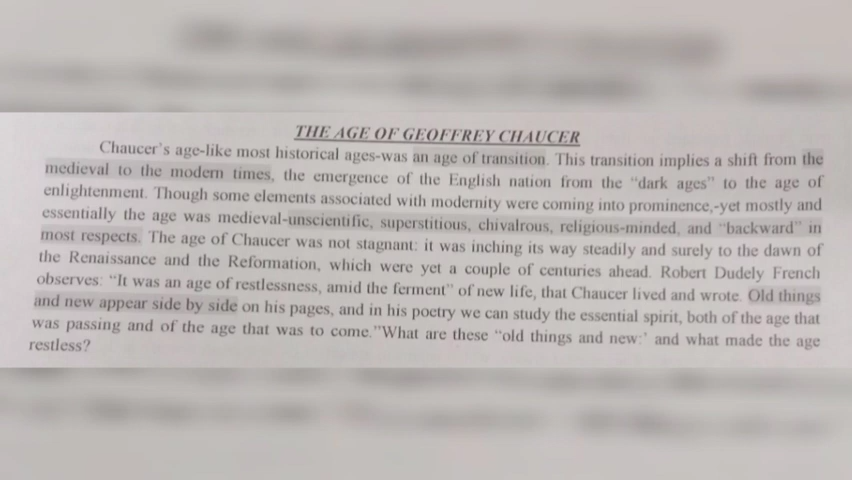 THE AGE OF GEOFFREY CHAUCER
Chaucer's age-like most historical ages-was an age of transition. This transition implies a shift from the
medieval to the modern times, the emergence of the English nation from the "dark ages" to the age of
enlightenment. Though some elements associated with modernity were coming into prominence,-yet mostly and
essentially the age was medieval-unscientific, superstitious, chivalrous, religious-minded, and "backward" in
most respects. The age of Chaucer was not stagnant: it was inching its way steadily and surely to the dawn of
the Renaissance and the Reformation, which were yet a couple of centuries ahead. Robert Dudely French
observes: "It was an age of restlessness, amid the ferment" of new life, that Chaucer lived and wrote. Old things
and new appear side by side on his pages, and in his poetry we can study the essential spirit, both of the age that
was passing and of the age that was to come."What are these "old things and new:' and what made the age
restless?